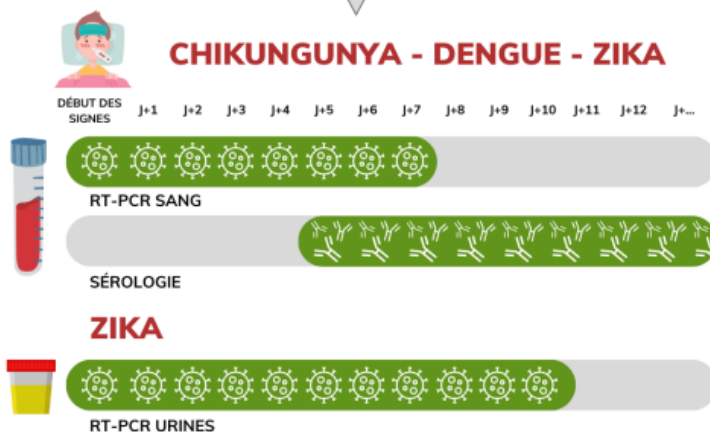 CHIKUNGUNYA - DENGUE - ZIKA
DÉBUT DES
SIGNES
J+1 J+2 J+3 J+4 J+5 J+6 J+7 J+8 J+9 J+10 J+11 J+12 J+...
RT-PCR SANG
SÉROLOGIE
ZIKA
RT-PCR URINES